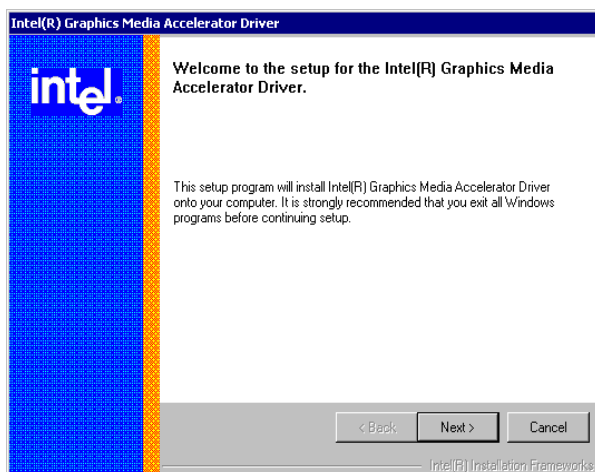 Intel(R) Graphics Media Accelerator Driver
intel®
Welcome to the setup for the Intel(R) Graphics Media
Accelerator Driver.
This setup program will install Intel(R) Graphics Media Accelerator Driver
onto your computer. It is strongly recommended that you exit all Windows
programs before continuing setup.
< Back
Next >
Cancel
Intel(R) Installation Frameworks